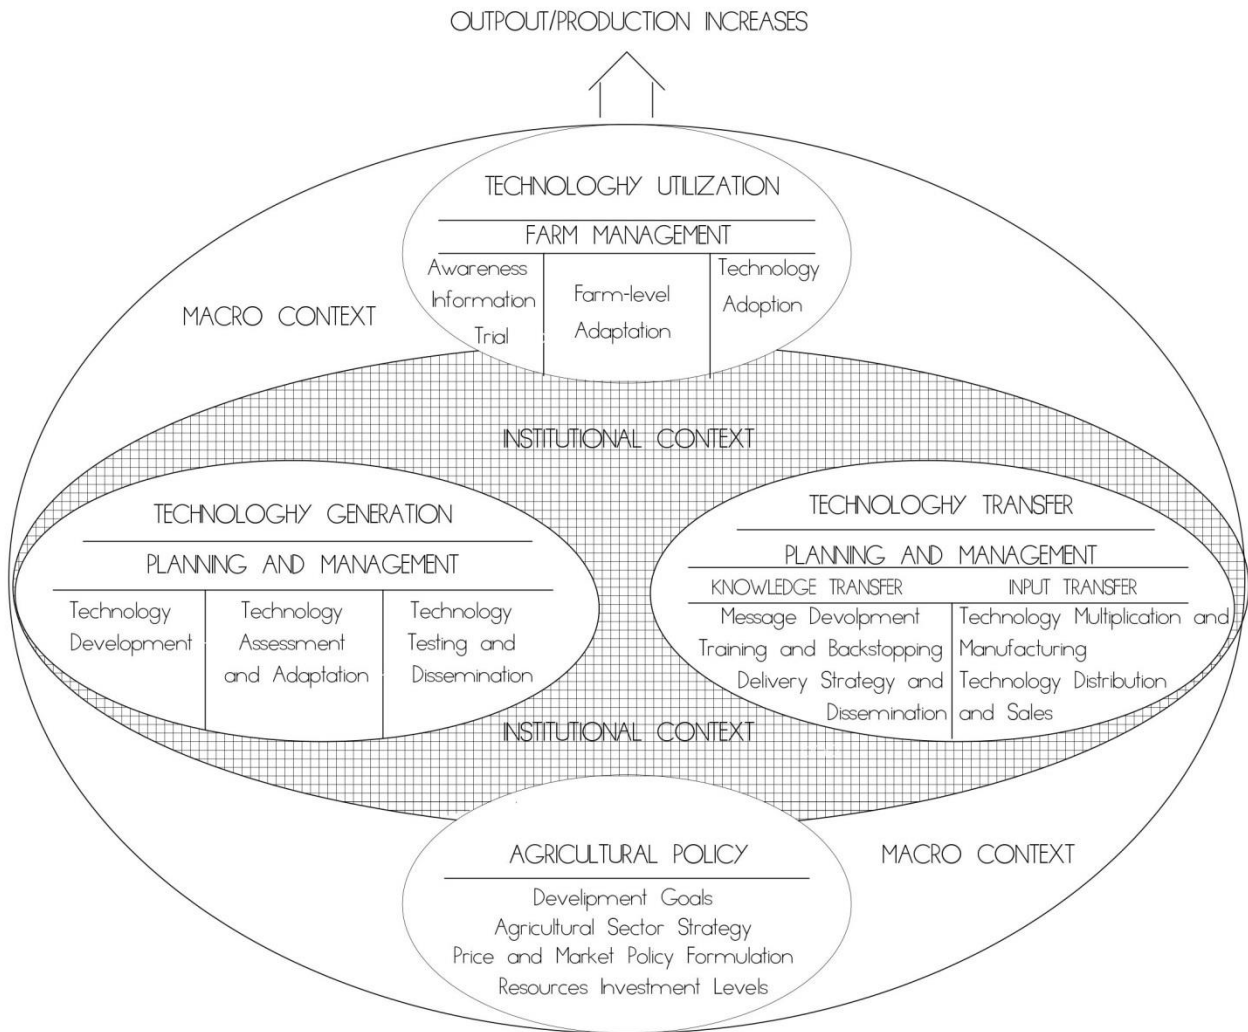 OUTPOUT/PRODUCTION INCREASES
TECHNOLOGHY UTILIZATION
FARM MANAGEMENT
Awareness
Information
Trial
Farm-level
Adaptation
Technology
Adoption
MACRO CONTEXT
INSTITUTIONAL CONTEXT
TECHNOLOGHY GENERATION
PLANNING AND MANAGEMENT
Technology
Development
Technology
Assessment
and Adaptation
Technology
Testing and
Dissemination
TECHNOLOGHY TRANSFER
PLANNING AND MANAGEMENT
KNOWLEDGE TRANSFER
Message Devolpment
Training and Backstopping
Delivery Strategy and
Dissemination
INPUT TRANSFER
Technology Multiplication and
Manufacturing
Technology Distribution
and Sales
INSTITUTIONAL CONTEXT
AGRICULTURAL POLICY
Develipment Goals
Agricultural Sector Strategy
Price and Market Policy Formulation
Resources Investment Levels
MACRO CONTEXT